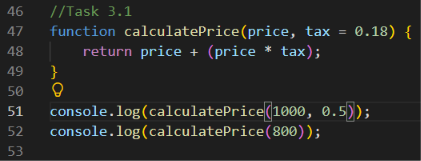 46 //Task 3.1
47 function calculatePrice(price, tax = 0.18) {
48     return price + (price * tax);
49 }
50
51 console.log(calculatePrice(1000, 0.5));
52 console.log(calculatePrice(800));
53